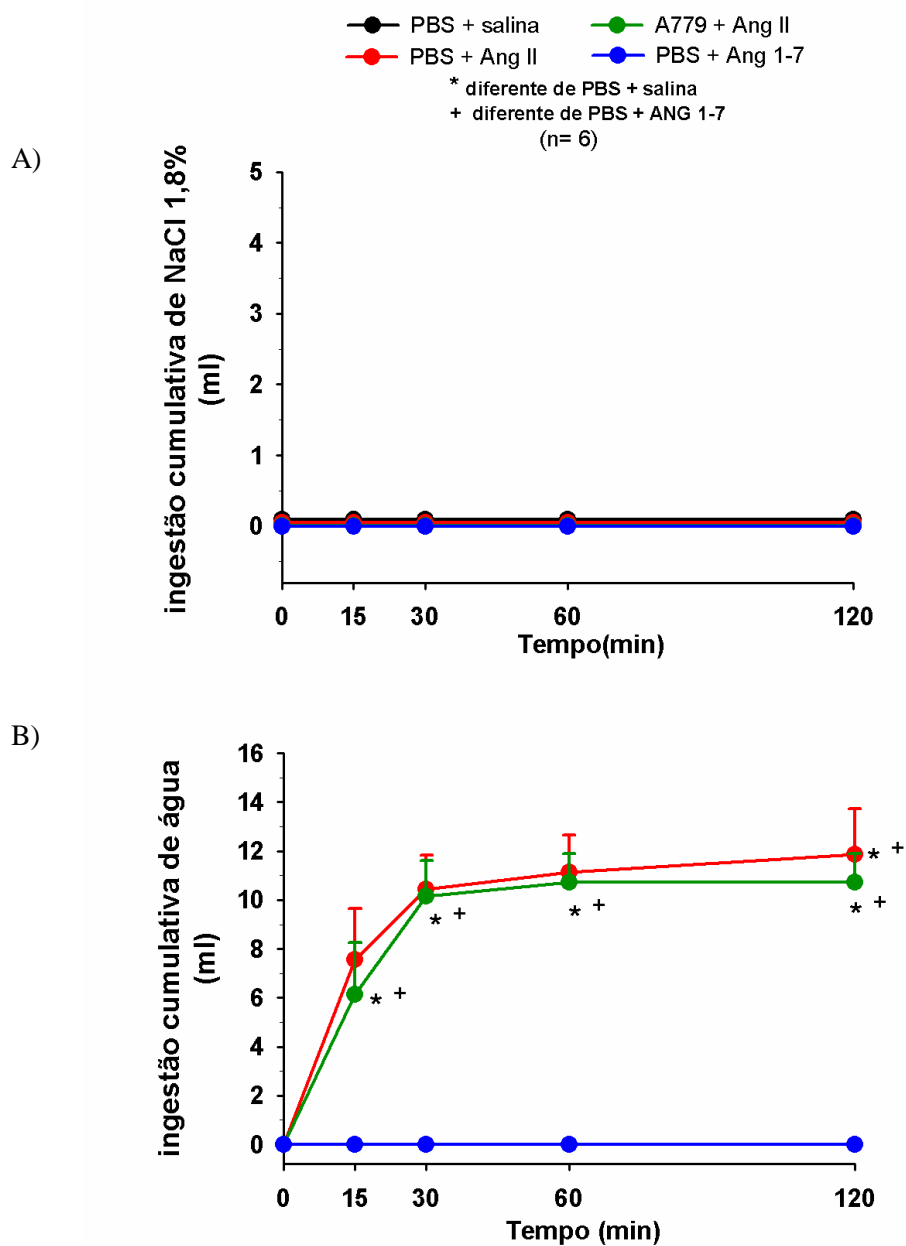 PBS + salina
A779 + Ang II
PBS + Ang II
PBS + Ang 1-7
* diferente de PBS + salina
+ diferente de PBS + ANG 1-7
(n= 6)
A)
ingestão cumulativa de NaCl 1,8%
(ml)
5
4
3
2
1
0
0 15 30 60 120
Tempo(min)
B)
ingestão cumulativa de água
(ml)
16
14
12
10
8
6
4
2
0
* +
* +
* +
* +
* +
0 15 30 60 120
Tempo (min)